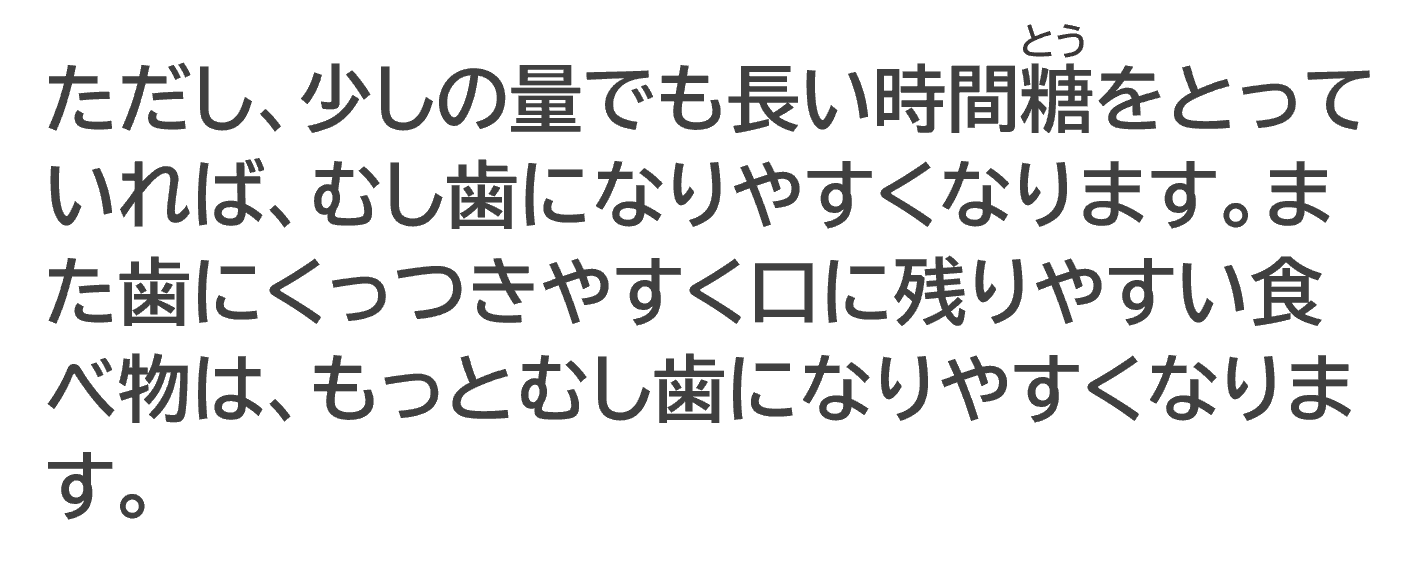 とう
ただし、少しの量でも長い時間糖をとって
いれば、むし歯になりやすくなります。ま
た歯にくっつきやすく口に残りやすい食
べ物は、もっとむし歯になりやすくなりま
す。